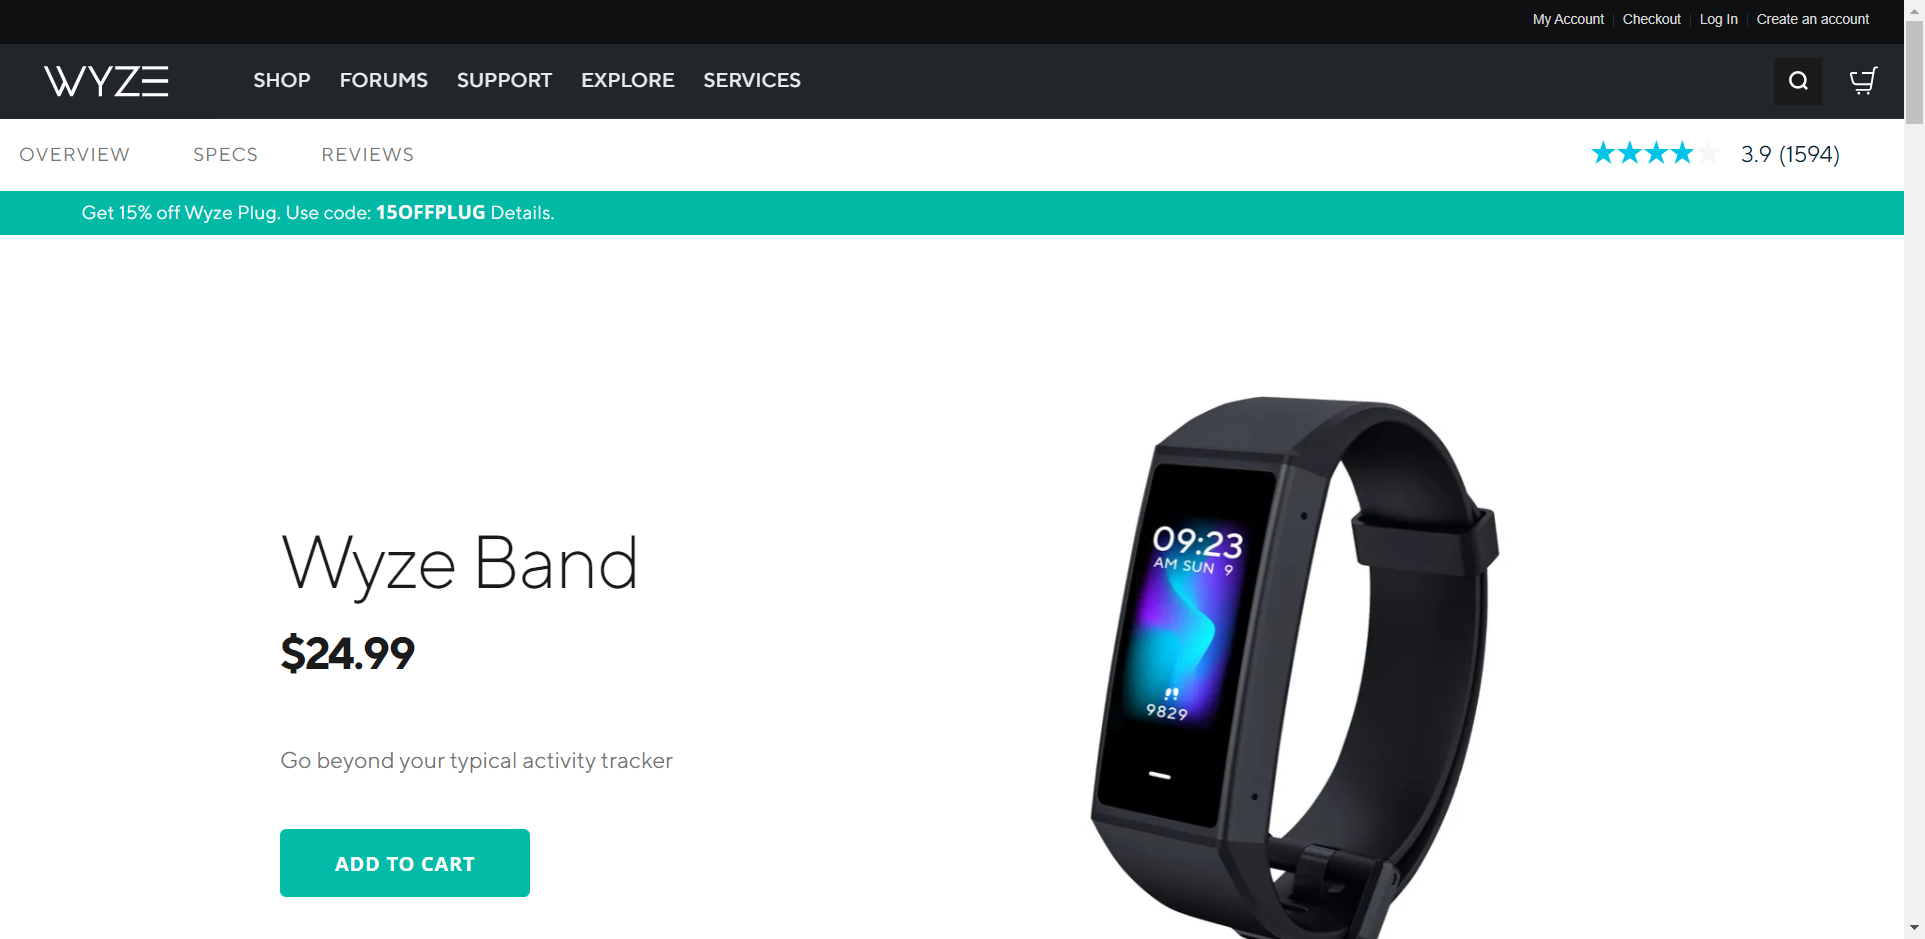 My Account Checkout Log In Create an account
WYZE SHOP FORUMS SUPPORT EXPLORE SERVICES
OVERVIEW SPECS REVIEWS 3.9 (1594)
Get 15% off Wyze Plug. Use code: 15OFFPLUG Details.
09:23
AM SUN 9
9829
Wyze Band
$24.99
Go beyond your typical activity tracker
ADD TO CART